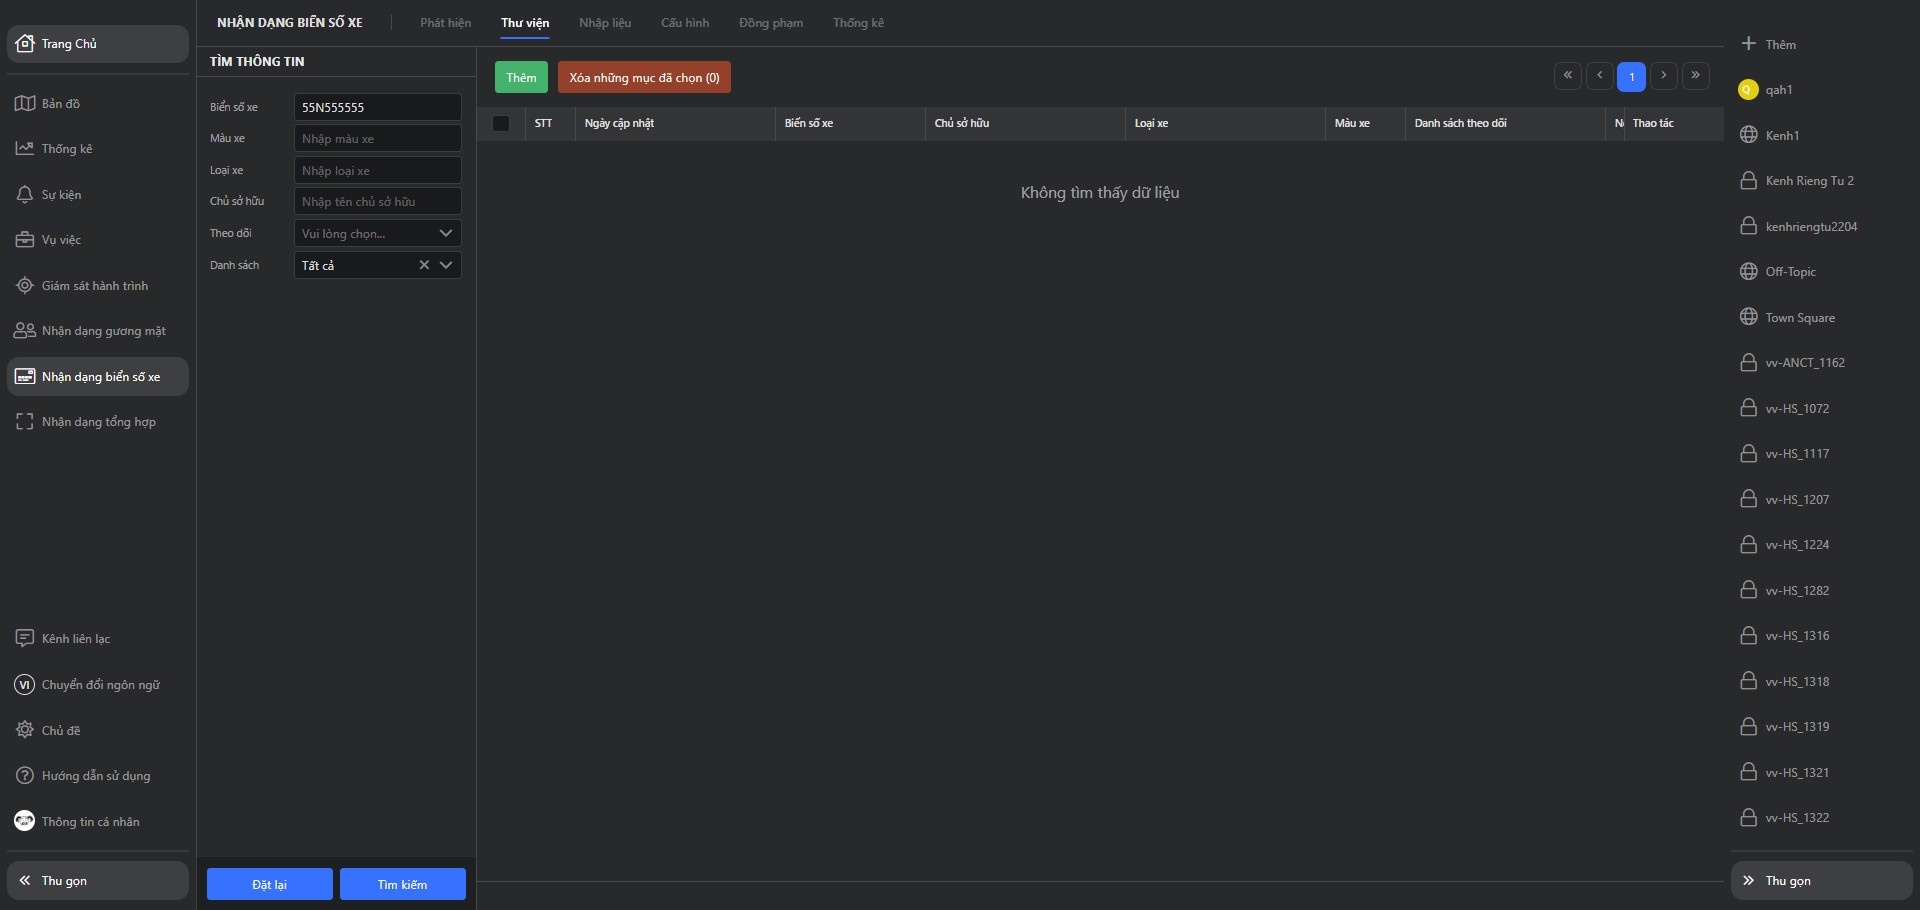 Trang Chủ
Bản đồ
Thống kê
Sự kiện
Vụ việc
Giám sát hành trình
Nhận dạng gương mặt
Nhận dạng biển số xe
Nhận dạng tổng hợp
Kênh liên lạc
VI Chuyển đổi ngôn ngữ
Chủ đề
Hướng dẫn sử dụng
Thông tin cá nhân
Thu gọn
NHẬN DẠNG BIỂN SỐ XE
Phát hiện Thư viện Nhập liệu Cấu hình Đồng phạm Thống kê
TÌM THÔNG TIN
Biển số xe 55N555555
Màu xe Nhập màu xe
Loại xe Nhập loại xe
Chủ sở hữu Nhập tên chủ sở hữu
Theo dõi Vui lòng chọn...
Danh sách Tất cả
Đặt lại Tìm kiếm
Thêm Xóa những mục đã chọn (0)
1
STT Ngày cập nhật Biển số xe Chủ sở hữu Loại xe Màu xe Danh sách theo dõi Thao tác
Không tìm thấy dữ liệu
Thêm
Q qah1
Kenh1
Kenh Rieng Tu 2
kenhriengtu2204
Off-Topic
Town Square
vv-ANCT_1162
vv-HS_1072
vv-HS_1117
vv-HS_1207
vv-HS_1224
vv-HS_1282
vv-HS_1316
vv-HS_1318
vv-HS_1319
vv-HS_1321
vv-HS_1322
Thu gọn